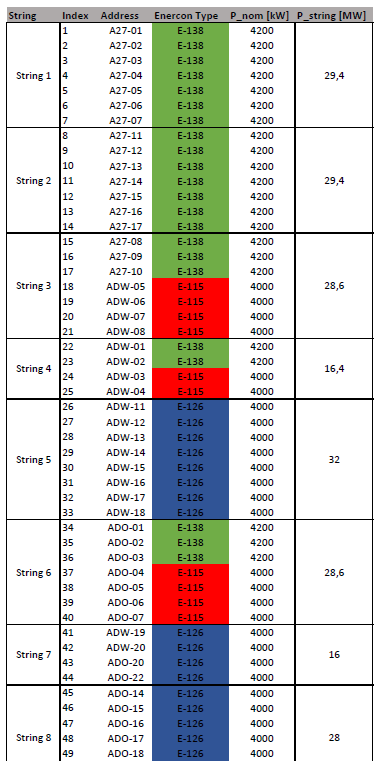 String Index Address Enercon Type P_nom [kW] P_string [MW]
1 A27-01 E-138 4200
2 A27-02 E-138 4200
3 A27-03 E-138 4200
String 1 4 A27-04 E-138 4200 29,4
5 A27-05 E-138 4200
6 A27-06 E-138 4200
7 A27-07 E-138 4200
8 A27-11 E-138 4200
9 A27-12 E-138 4200
10 A27-13 E-138 4200
String 2 11 A27-14 E-138 4200 29,4
12 A27-15 E-138 4200
13 A27-16 E-138 4200
14 A27-17 E-138 4200
15 A27-08 E-138 4200
16 A27-09 E-138 4200
17 A27-10 E-138 4200
String 3 18 ADW-05 E-115 4000 28,6
19 ADW-06 E-115 4000
20 ADW-07 E-115 4000
21 ADW-08 E-115 4000
22 ADW-01 E-138 4200
23 ADW-02 E-138 4200
String 4 16,4
24 ADW-03 E-115 4000
25 ADW-04 E-115 4000
26 ADW-11 E-126 4000
27 ADW-12 E-126 4000
28 ADW-13 E-126 4000
29 ADW-14 E-126 4000
String 5 32
30 ADW-15 E-126 4000
31 ADW-16 E-126 4000
32 ADW-17 E-126 4000
33 ADW-18 E-126 4000
34 ADO-01 E-138 4200
35 ADO-02 E-138 4200
36 ADO-03 E-138 4200
String 6 37 ADO-04 E-115 4000 28,6
38 ADO-05 E-115 4000
39 ADO-06 E-115 4000
40 ADO-07 E-115 4000
41 ADW-19 E-126 4000
42 ADW-20 E-126 4000
String 7 16
43 ADO-20 E-126 4000
44 ADO-22 E-126 4000
45 ADO-14 E-126 4000
46 ADO-15 E-126 4000
47 ADO-16 E-126 4000
String 8 48 ADO-17 E-126 4000 28
49 ADO-18 E-126 4000